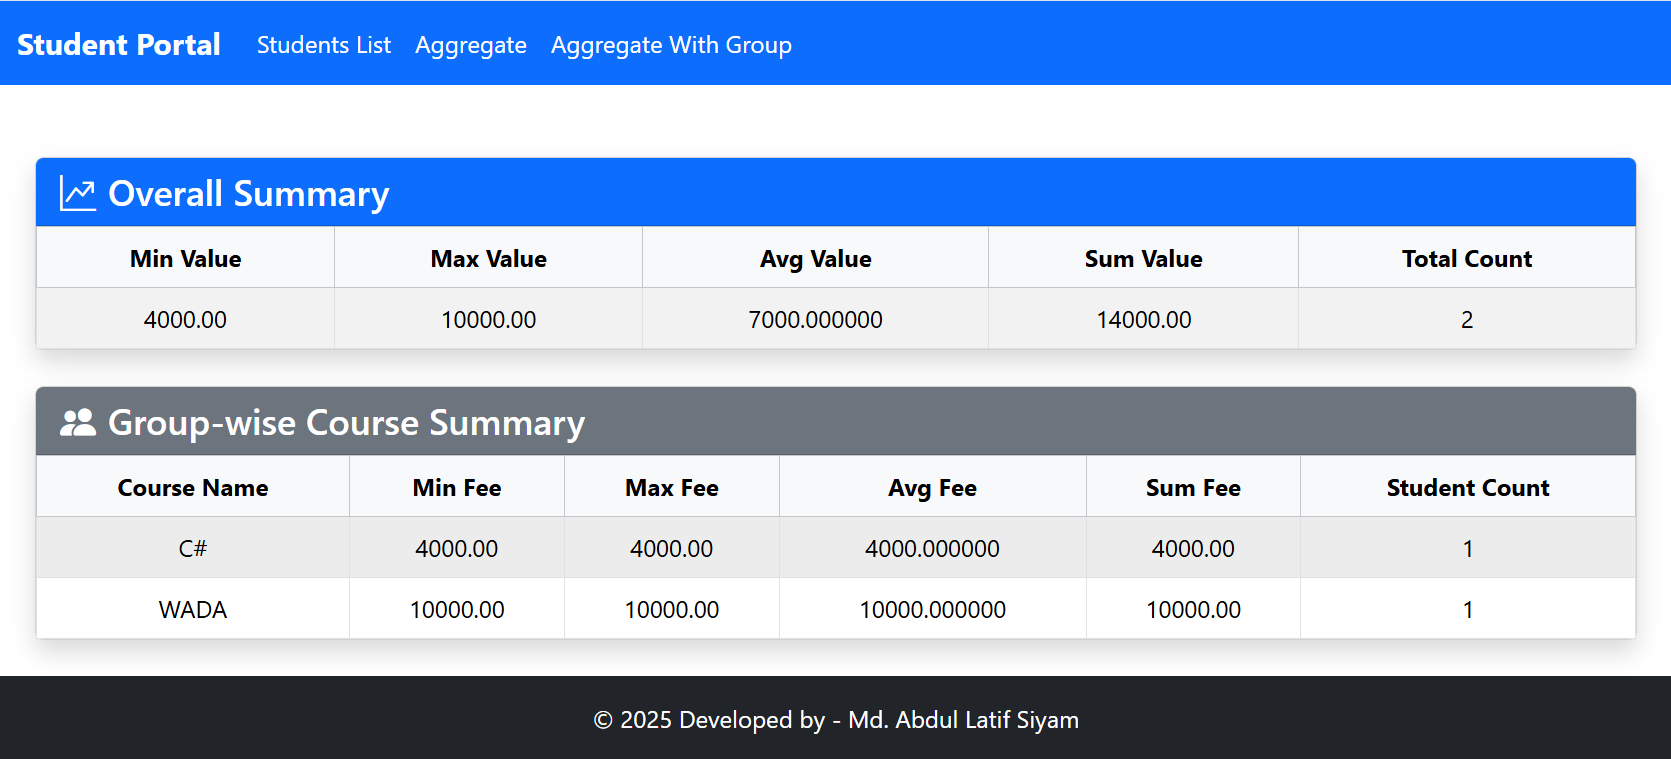 Student Portal Students List Aggregate Aggregate With Group
Overall Summary
Min Value Max Value Avg Value Sum Value Total Count
4000.00 10000.00 7000.000000 14000.00 2
Group-wise Course Summary
Course Name Min Fee Max Fee Avg Fee Sum Fee Student Count
C# 4000.00 4000.00 4000.000000 4000.00 1
WADA 10000.00 10000.00 10000.000000 10000.00 1
© 2025 Developed by - Md. Abdul Latif Siyam